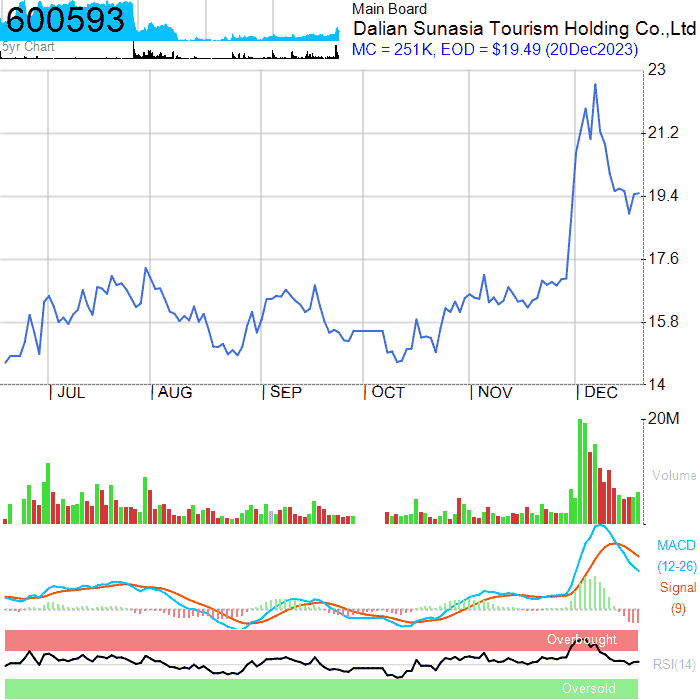 600593
5yr Chart
Main Board
Dalian Sunasia Tourism Holding Co.,Ltd
MC = 251K, EOD = $19.49 (20Dec2023)
23
21.2
19.4
17.6
15.8
14
JUL AUG SEP OCT NOV DEC
20M
Volume
MACD
(12-26)
Signal
(9)
Overbought
RSI(14)
Oversold